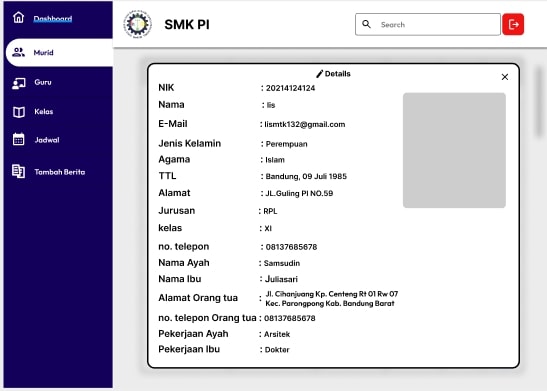 Dashboard
SMK PI
Search
Murid
Guru
Kelas
Jadwal
Tambah Berita
Details
NIK : 20214124124
Nama : Iis
E-Mail : Iismtk132@gmail.com
Jenis Kelamin : Perempuan
Agama : Islam
TTL : Bandung, 09 Juli 1985
Alamat : JL.Guling PI NO.59
Jurusan : RPL
kelas : XI
no. telepon : 08137685678
Nama Ayah : Samsudin
Nama Ibu : Juliasari
Alamat Orang tua : Jl. Cihanjuang Kp. Centeng Rt 01 Rw 07
Kec. Parongpong Kab. Bandung Barat
no. telepon Orang tua : 08137685678
Pekerjaan Ayah : Arsitek
Pekerjaan Ibu : Dokter